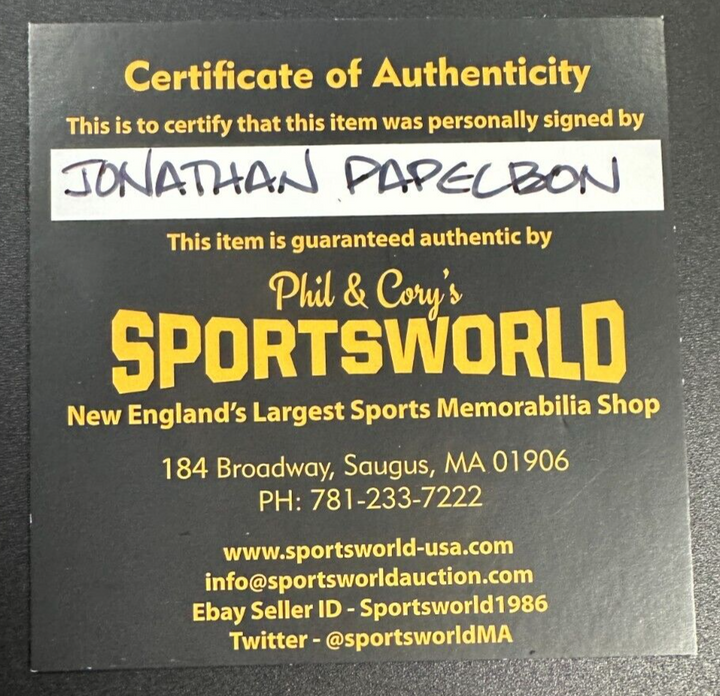 Certificate of Authenticity
This is to certify that this item was personally signed by
JONATHAN PAPELBON
This item is guaranteed authentic by
Phil & Cory's
SPORTSWORLD
New England's Largest Sports Memorabilia Shop
184 Broadway, Saugus, MA 01906
PH: 781-233-7222
www.sportsworld-usa.com
info@sportsworldauction.com
Ebay Seller ID - Sportsworld1986
Twitter - @sportsworldMA